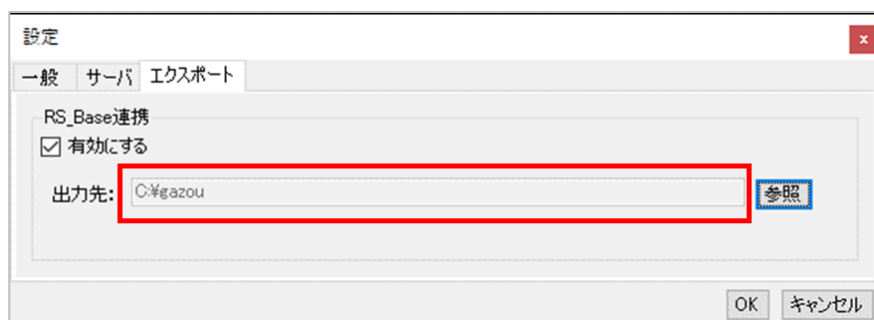 設定
x
一般 サーバ エクスポート
RS_Base連携
有効にする
出力先: C:¥gazou 参照
OK キャンセル